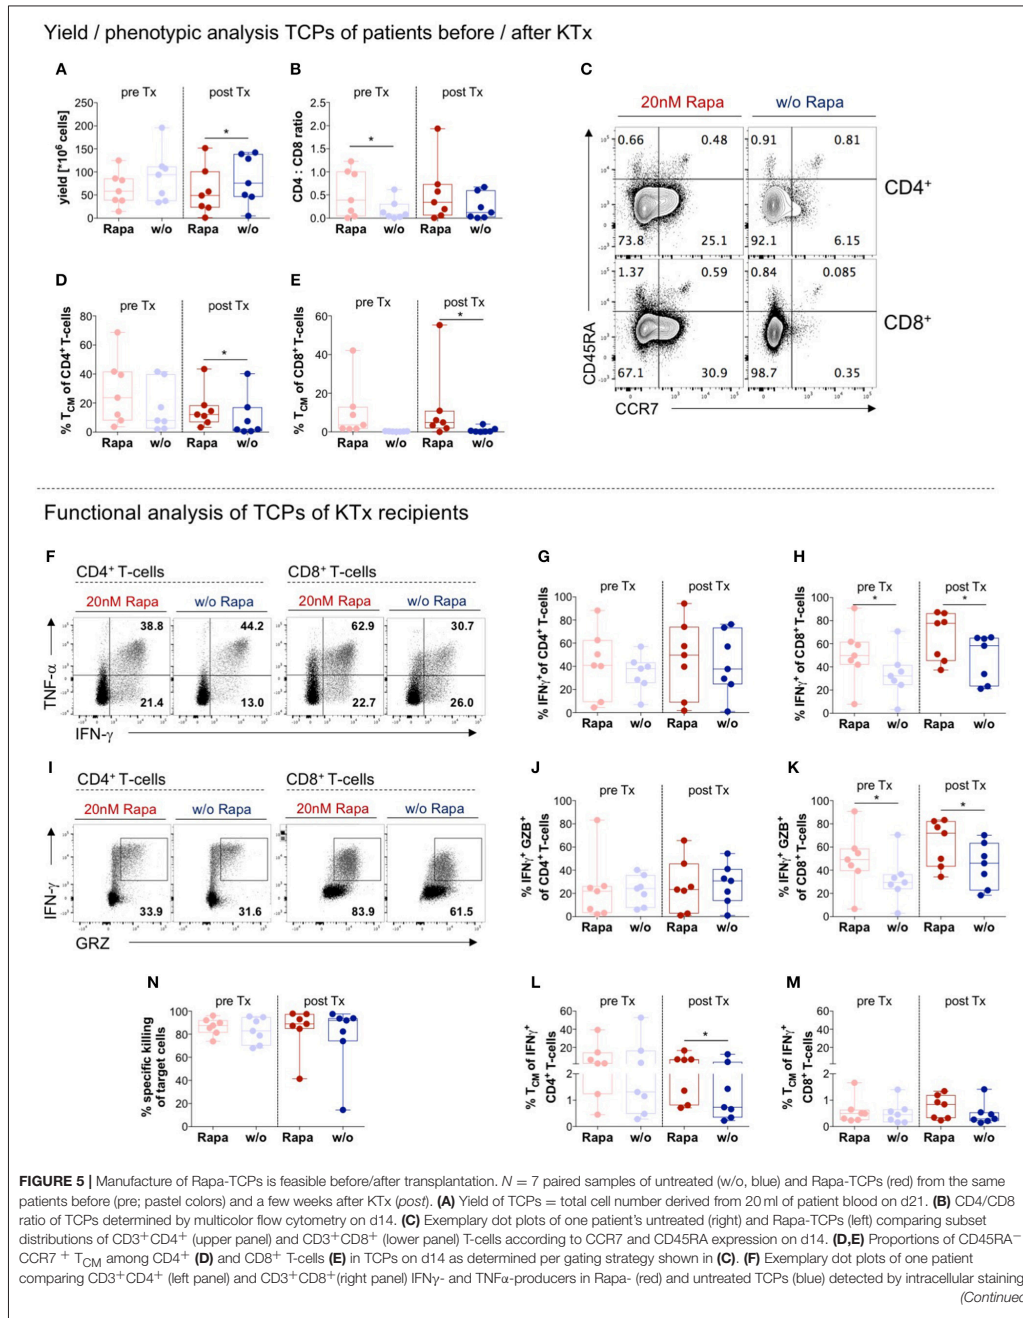 Yield / phenotypic analysis TCPs of patients before / after KTx
A
pre Tx
post Tx
yield [*10⁶ cells]
250
200
150
100
50
0
*
Rapa
w/o
Rapa
w/o
B
pre Tx
post Tx
CD4 : CD8 ratio
2.5
2.0
1.5
1.0
0.5
0.0
*
Rapa
w/o
Rapa
w/o
C
20nM Rapa
w/o Rapa
0.66
0.48
0.91
0.81
CD4⁺
73.8
25.1
92.1
6.15
1.37
0.59
0.84
0.085
CD8⁺
67.1
30.9
98.7
0.35
CD45RA
CCR7
D
pre Tx
post Tx
% T_CM of CD4⁺ T-cells
80
60
40
20
0
*
Rapa
w/o
Rapa
w/o
E
pre Tx
post Tx
% T_CM of CD8⁺ T-cells
60
40
20
0
*
Rapa
w/o
Rapa
w/o
Functional analysis of TCPs of KTx recipients
F
CD4⁺ T-cells
CD8⁺ T-cells
20nM Rapa
w/o Rapa
20nM Rapa
w/o Rapa
38.8
44.2
62.9
30.7
21.4
13.0
22.7
26.0
TNF-α
IFN-γ
G
pre Tx
post Tx
% IFNγ⁺ of CD4⁺ T-cells
100
80
60
40
20
0
Rapa
w/o
Rapa
w/o
H
pre Tx
post Tx
% IFNγ⁺ of CD8⁺ T-cells
100
80
60
40
20
0
*
*
Rapa
w/o
Rapa
w/o
I
CD4⁺ T-cells
CD8⁺ T-cells
20nM Rapa
w/o Rapa
20nM Rapa
w/o Rapa
33.9
31.6
83.9
61.5
IFN-γ
GRZ
J
pre Tx
post Tx
% IFNγ⁺ GZB⁺
of CD4⁺ T-cells
100
80
60
40
20
0
Rapa
w/o
Rapa
w/o
K
pre Tx
post Tx
% IFNγ⁺ GZB⁺
of CD8⁺ T-cells
100
80
60
40
20
0
*
*
Rapa
w/o
Rapa
w/o
N
pre Tx
post Tx
% specific killing
of target cells
100
80
60
40
20
0
Rapa
w/o
Rapa
w/o
L
pre Tx
post Tx
% T_CM of IFNγ⁺
CD4⁺ T-cells
60
40
20
0
2
1
0
*
Rapa
w/o
Rapa
w/o
M
pre Tx
post Tx
% T_CM of IFNγ⁺
CD8⁺ T-cells
60
40
20
2
1
0
Rapa
w/o
Rapa
w/o
FIGURE 5 | Manufacture of Rapa-TCPs is feasible before/after transplantation. N = 7 paired samples of untreated (w/o, blue) and Rapa-TCPs (red) from the same
patients before (pre; pastel colors) and a few weeks after KTx (post). (A) Yield of TCPs = total cell number derived from 20 ml of patient blood on d21. (B) CD4/CD8
ratio of TCPs determined by multicolor flow cytometry on d14. (C) Exemplary dot plots of one patient's untreated (right) and Rapa-TCPs (left) comparing subset
distributions of CD3⁺CD4⁺ (upper panel) and CD3⁺CD8⁺ (lower panel) T-cells according to CCR7 and CD45RA expression on d14. (D,E) Proportions of CD45RA⁻
CCR7 ⁺ T_CM among CD4⁺ (D) and CD8⁺ T-cells (E) in TCPs on d14 as determined per gating strategy shown in (C). (F) Exemplary dot plots of one patient
comparing CD3⁺CD4⁺ (left panel) and CD3⁺CD8⁺(right panel) IFNγ- and TNFα-producers in Rapa- (red) and untreated TCPs (blue) detected by intracellular staining
(Continued